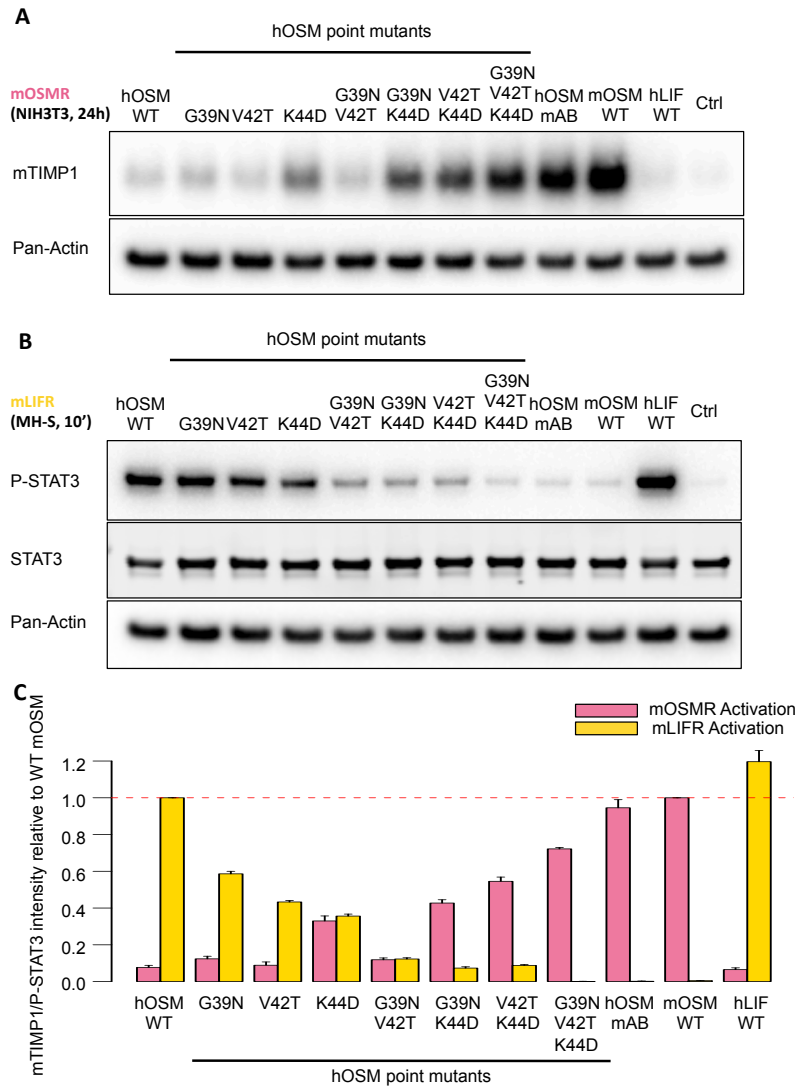 A
hOSM point mutants
mOSMR
(NIH3T3, 24h)
hOSM WT
G39N
V42T
K44D
G39N V42T
G39N K44D
V42T K44D
G39N V42T K44D
hOSM mAB
mOSM WT
hLIF WT
Ctrl
mTIMP1
Pan-Actin
B
hOSM point mutants
mLIFR
(MH-S, 10')
hOSM WT
G39N
V42T
K44D
G39N V42T
G39N K44D
V42T K44D
G39N V42T K44D
hOSM mAB
mOSM WT
hLIF WT
Ctrl
P-STAT3
STAT3
Pan-Actin
C
mTIMP1/P-STAT3 intensity relative to WT mOSM
mOSMR Activation
mLIFR Activation
1.2
1.0
0.8
0.6
0.4
0.2
0.0
hOSM WT
G39N
V42T
K44D
G39N V42T
G39N K44D
V42T K44D
G39N V42T K44D
hOSM mAB
mOSM WT
hLIF WT
hOSM point mutants